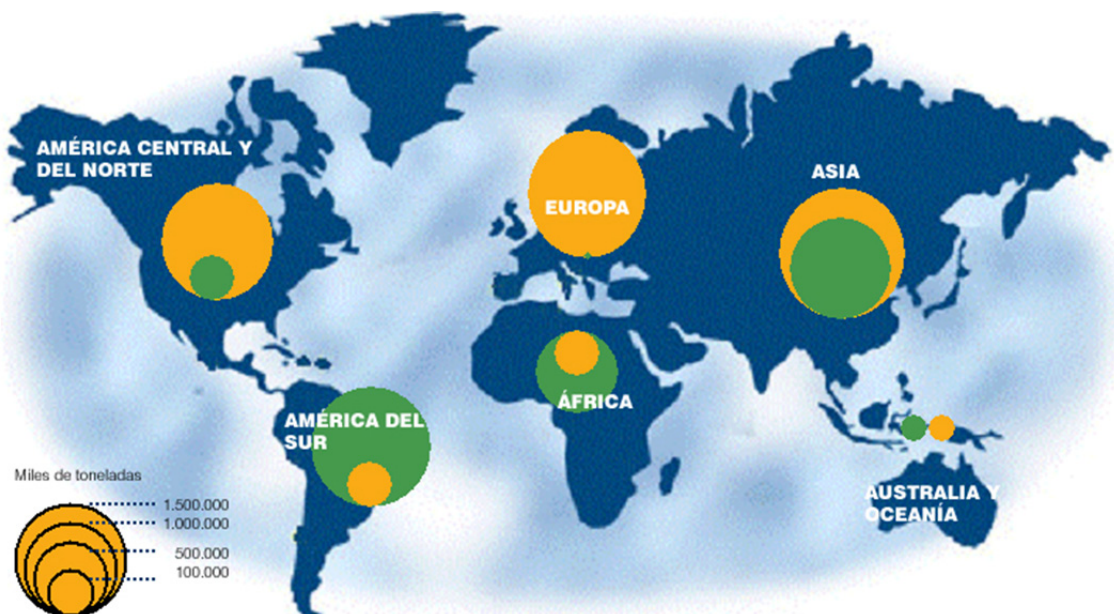 AMÉRICA CENTRAL Y
DEL NORTE
EUROPA
ASIA
AMÉRICA DEL
SUR
ÁFRICA
AUSTRALIA Y
OCEANÍA
Miles de toneladas
1.500.000
1.000.000
500.000
100.000